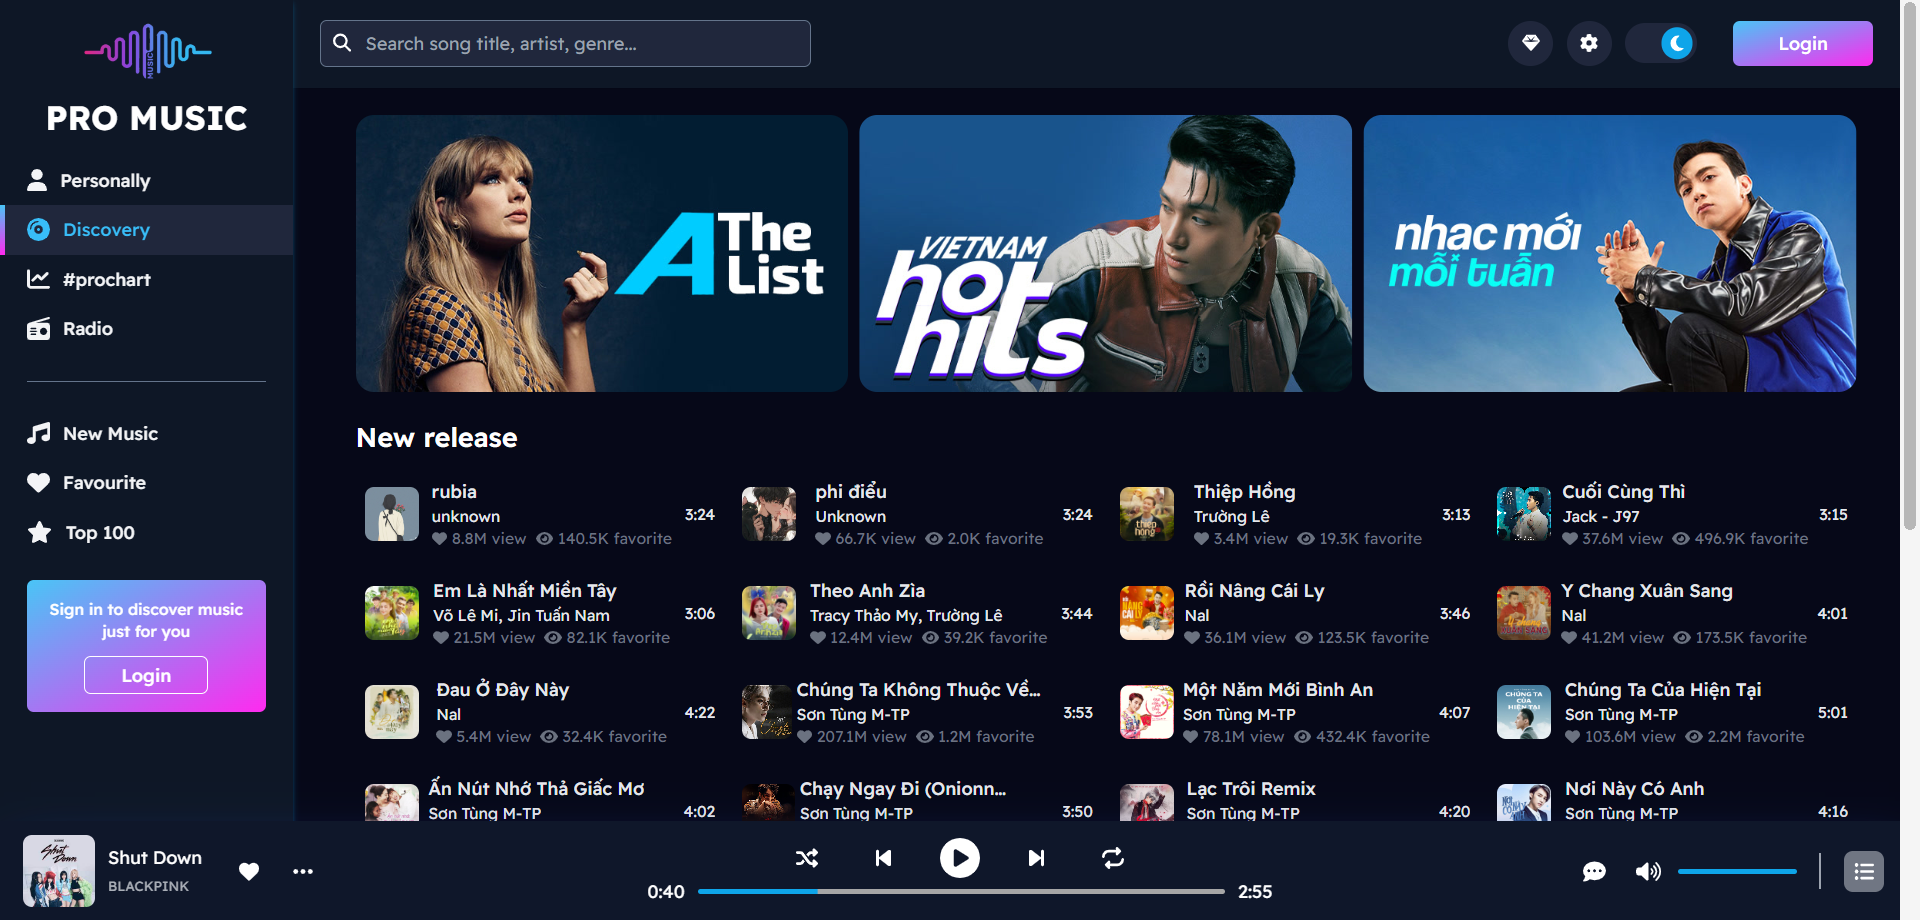 MUSIC
PRO MUSIC
Personally
Discovery
#prochart
Radio
New Music
Favourite
Top 100
Sign in to discover music
just for you
Login
Search song title, artist, genre...
Login
A The
List
VIETNAM
hot
hits
nhạc mới
mỗi tuần
New release
rubia
unknown
8.8M view 140.5K favorite
3:24
phi điểu
Unknown
66.7K view 2.0K favorite
3:24
thiệp
hồng
Thiệp Hồng
Trường Lê
3.4M view 19.3K favorite
3:13
Cuối Cùng Thì
Jack - J97
37.6M view 496.9K favorite
3:15
Em Là Nhất Miền Tây
Võ Lê Mi, Jin Tuấn Nam
21.5M view 82.1K favorite
3:06
Theo Anh Zìa
Tracy Thảo My, Trường Lê
12.4M view 39.2K favorite
3:44
Rồi Nâng Cái Ly
Nal
36.1M view 123.5K favorite
3:46
Y Chang Xuân Sang
Nal
41.2M view 173.5K favorite
4:01
Đau Ở Đây Này
Nal
5.4M view 32.4K favorite
4:22
Chúng Ta Không Thuộc Về...
Sơn Tùng M-TP
207.1M view 1.2M favorite
3:53
Một Năm Mới Bình An
Sơn Tùng M-TP
78.1M view 432.4K favorite
4:07
CHÚNG TA
CỦA
HIỆN TẠI
Chúng Ta Của Hiện Tại
Sơn Tùng M-TP
103.6M view 2.2M favorite
5:01
Ấn Nút Nhớ Thả Giấc Mơ
Sơn Tùng M-TP
4:02
Chạy Ngay Đi (Onionn...
Sơn Tùng M-TP
3:50
Lạc Trôi Remix
Sơn Tùng M-TP
4:20
Nơi Này Có Anh
Sơn Tùng M-TP
4:16
Shut
Down
Shut Down
BLACKPINK
0:40
2:55